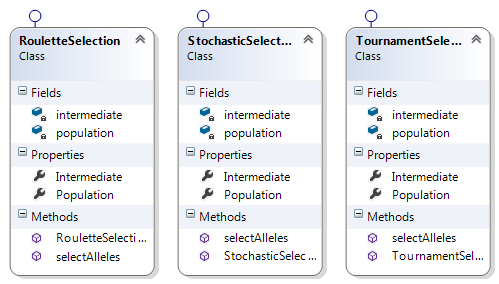 RouletteSelection
Class
Fields
intermediate
population
Properties
Intermediate
Population
Methods
RouletteSelecti...
selectAlleles
StochasticSelect...
Class
Fields
intermediate
population
Properties
Intermediate
Population
Methods
selectAlleles
StochasticSelec...
TournamentSele...
Class
Fields
intermediate
population
Properties
Intermediate
Population
Methods
selectAlleles
TournamentSel...